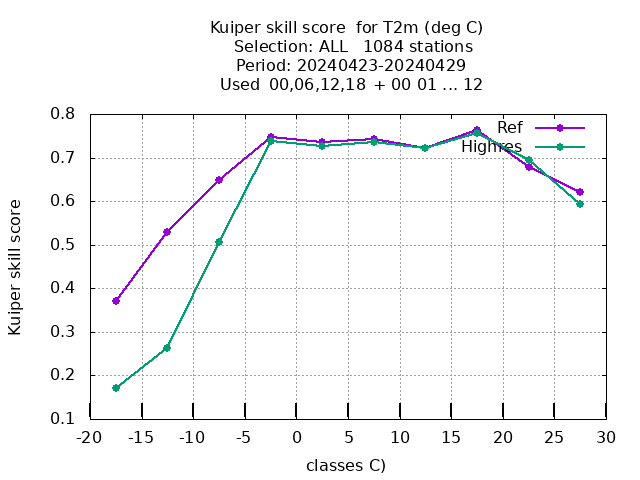 Kuiper skill score  for T2m (deg C)
Selection: ALL   1084 stations
Period: 20240423-20240429
Used  00,06,12,18  + 00 01 ... 12
Kuiper skill score
0.8
0.7
0.6
0.5
0.4
0.3
0.2
0.1
Ref
Highres
-20 -15 -10 -5 0 5 10 15 20 25 30
classes C)